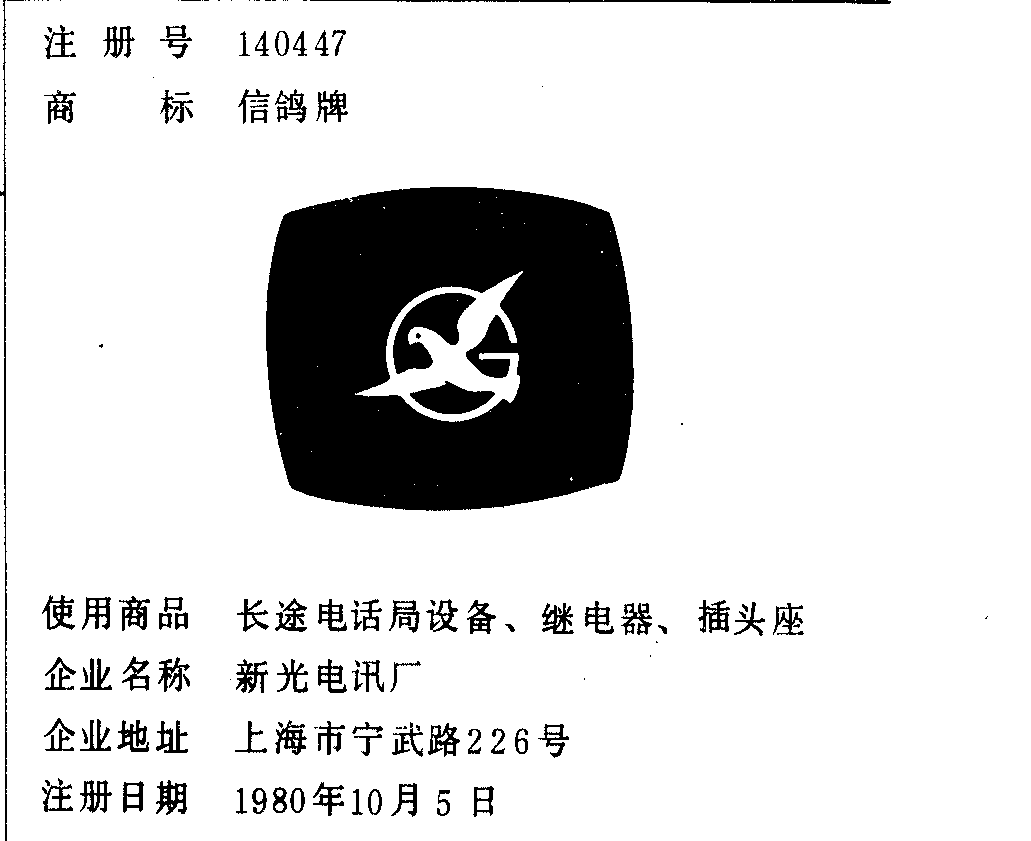 注册号 140447
商标 信鸽牌
使用商品 长途电话局设备、继电器、插头座
企业名称 新光电讯厂
企业地址 上海市宁武路226号
注册日期 1980年10月5日